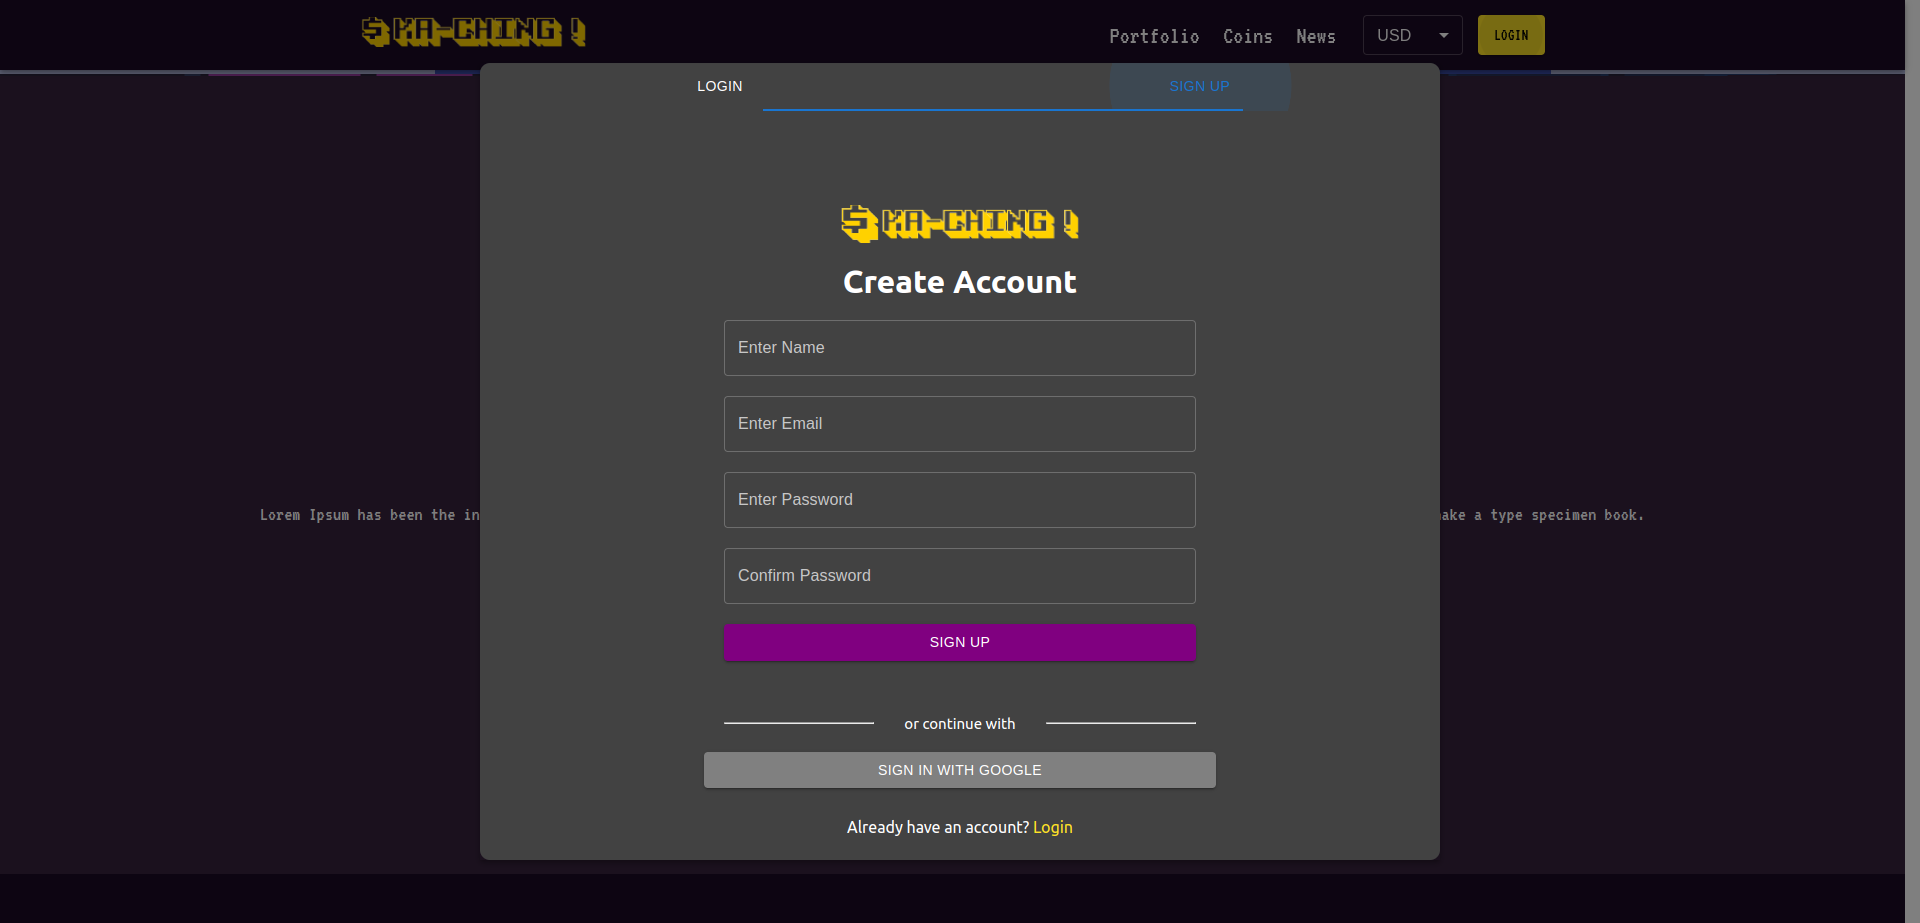 $ KA-CHING !
Portfolio Coins News USD LOGIN
LOGIN SIGN UP
$ KA-CHING !
Create Account
Enter Name
Enter Email
Enter Password
Lorem Ipsum has been the in
ake a type specimen book.
Confirm Password
SIGN UP
or continue with
SIGN IN WITH GOOGLE
Already have an account? Login